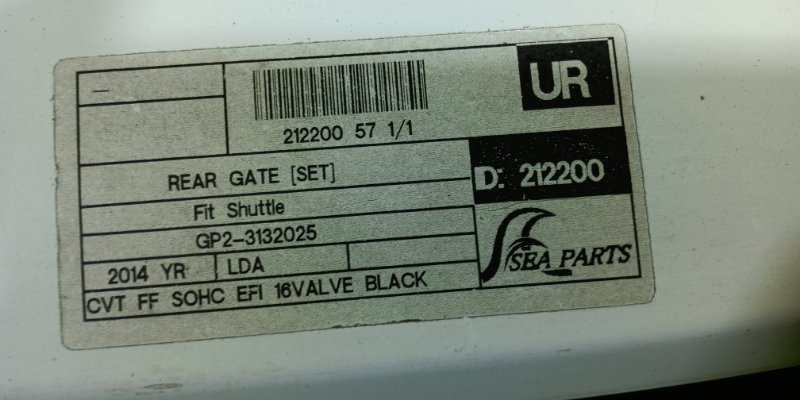 UR
212200 57 1/1
REAR GATE [SET]
D: 212200
Fit Shuttle
GP2-3132025
2014 YR LDA
CVT FF SOHC EFI 16VALVE BLACK
SEA PARTS